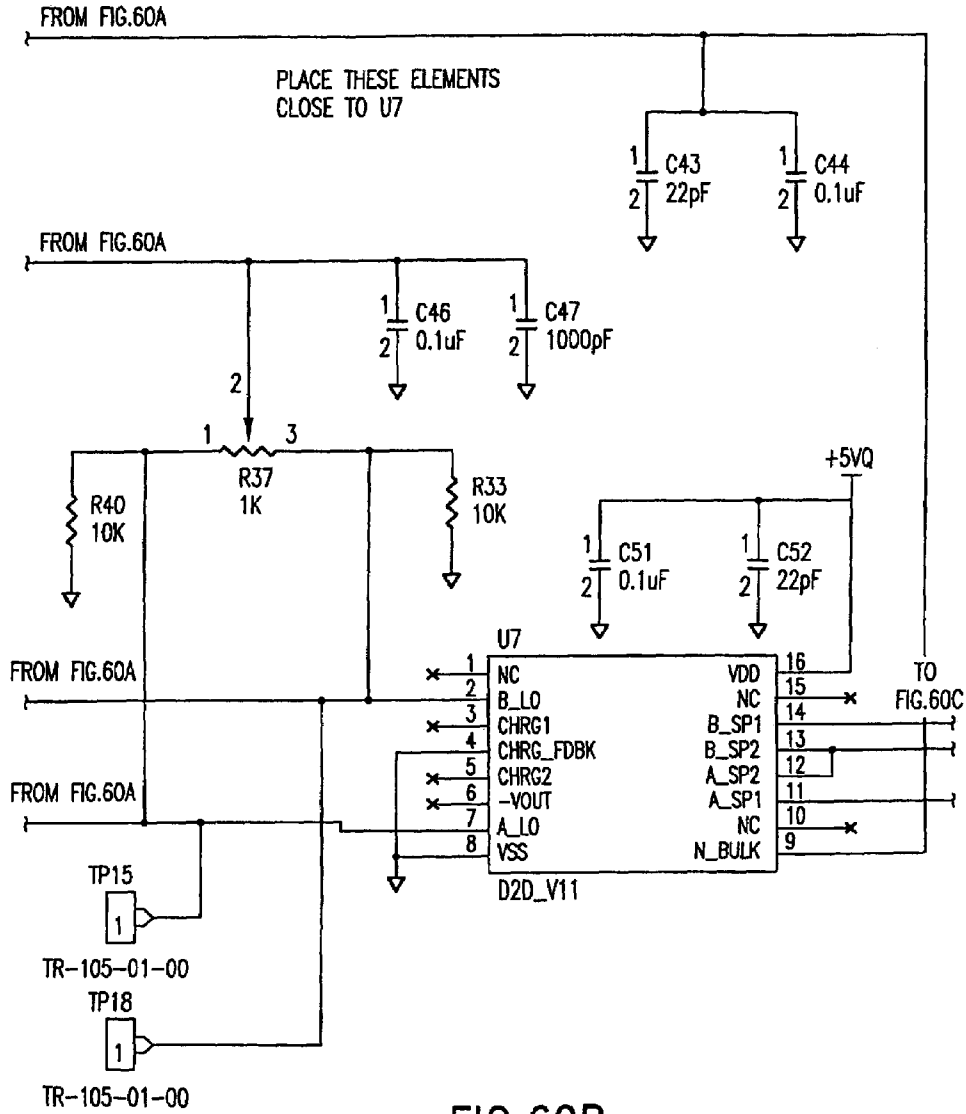 FROM FIG.60A
PLACE THESE ELEMENTS
CLOSE TO U7
1 C43 1 C44
2 22pF 2 0.1uF
FROM FIG.60A
1 C46 1 C47
2 0.1uF 2 1000pF
2
1 3
R37
1K
R40
10K
R33
10K
+5VQ
1 C51 1 C52
2 0.1uF 2 22pF
U7
FROM FIG.60A
TO
FIG.60C
1 NC VDD 16
2 B_LO NC 15
3 CHRG1 B_SP1 14
4 CHRG_FDBK B_SP2 13
5 CHRG2 A_SP2 12
6 -VOUT A_SP1 11
7 A_LO NC 10
8 VSS N_BULK 9
FROM FIG.60A
D2D_V11
TP15
1
TR-105-01-00
TP18
1
TR-105-01-00